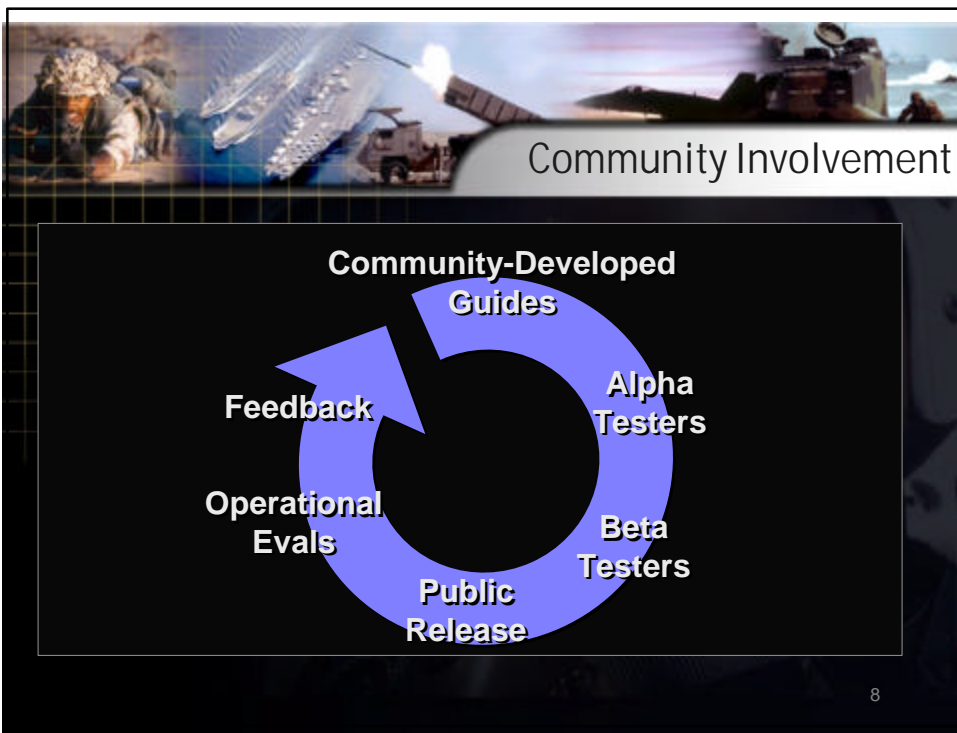 Community Involvement
Community-Developed
Guides
Alpha
Testers
Beta
Testers
Public
Release
Operational
Evals
Feedback
8